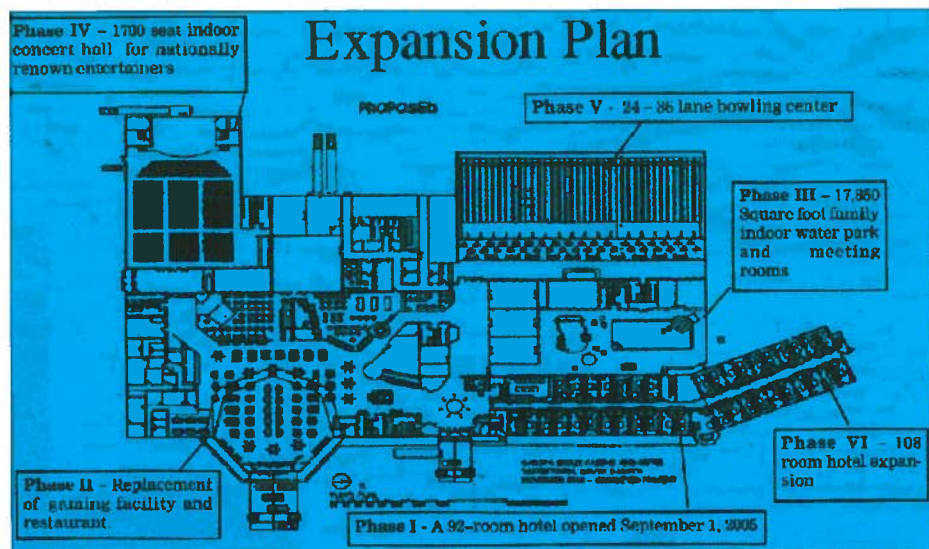 Phase IV - 1700 seat indoor
concert hall for nationally
renown entertainers
Expansion Plan
PROPOSED
Phase V - 24 - 36 lane bowling center
Phase III - 17,850
Square foot family
indoor water park
and meeting
rooms
Phase VI - 108
room hotel expan-
sion
Phase II - Replacement
of gaming facility and
restaurant.
Phase I - A 92-room hotel opened September 1, 2005